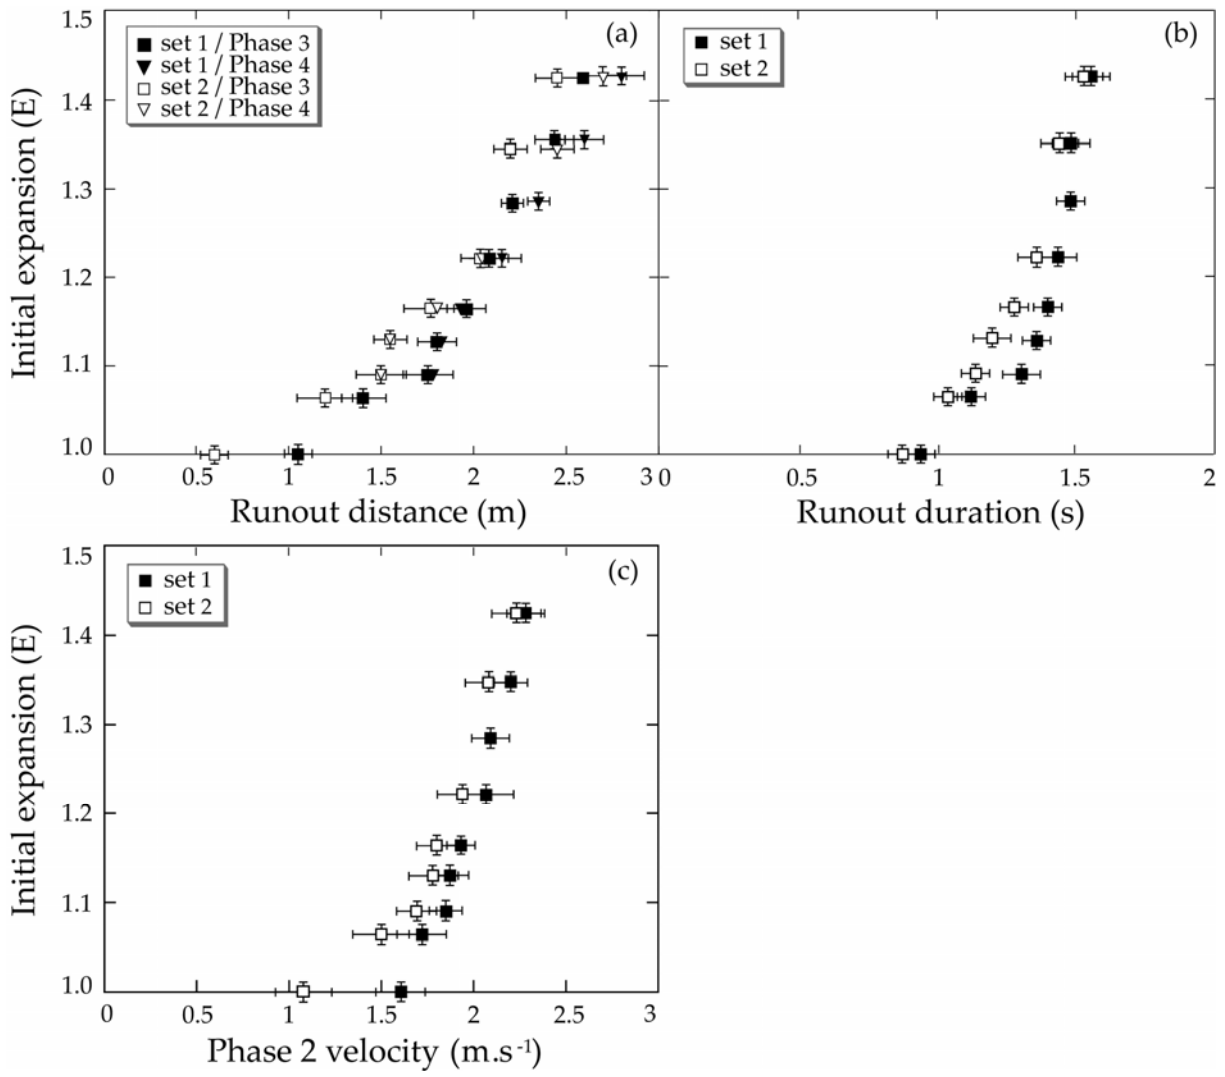 (a)
set 1 / Phase 3
set 1 / Phase 4
set 2 / Phase 3
set 2 / Phase 4
1.5
1.4
1.3
1.2
1.1
1.0
Initial expansion (E)
0 0.5 1 1.5 2 2.5 3
Runout distance (m)
(b)
set 1
set 2
0 0.5 1 1.5 2
Runout duration (s)
(c)
set 1
set 2
1.5
1.4
1.3
1.2
1.1
1.0
Initial expansion (E)
0 0.5 1 1.5 2 2.5 3
Phase 2 velocity (m.s⁻¹)